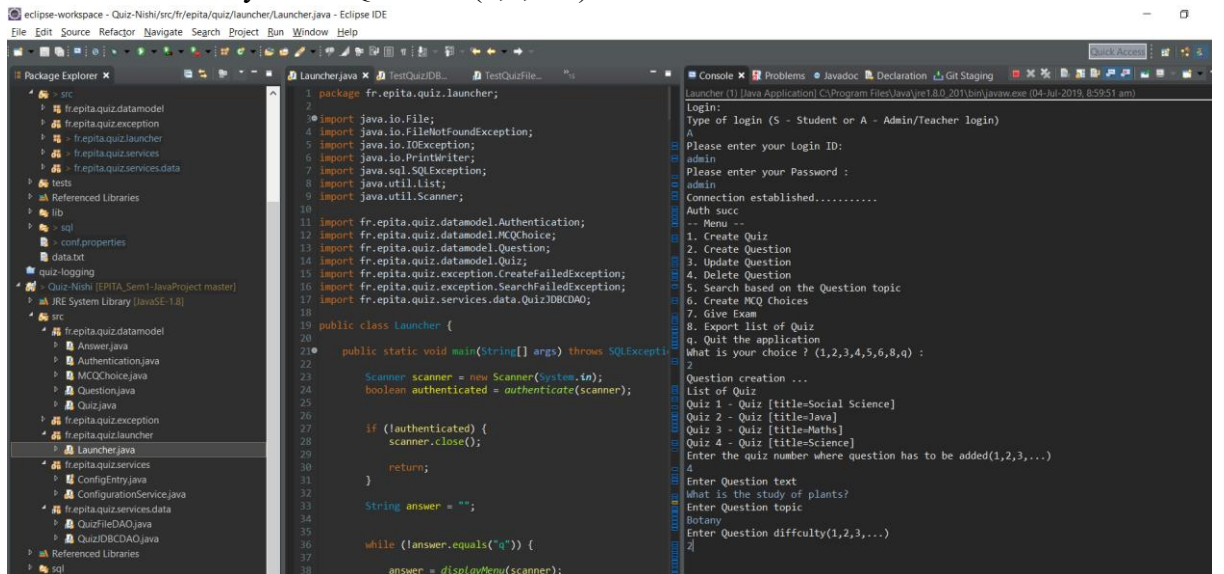 eclipse-workspace - Quiz-Nishi/src/fr/epita/quiz/launcher/Launcher.java - Eclipse IDE
File Edit Source Refactor Navigate Search Project Run Window Help
Quick Access
Package Explorer
> src
fr.epita.quiz.datamodel
fr.epita.quiz.exception
> fr.epita.quiz.launcher
> fr.epita.quiz.services
> fr.epita.quiz.services.data
tests
Referenced Libraries
lib
> sql
> conf.properties
data.txt
quiz-logging
> Quiz-Nishi [EPITA_Sem1-JavaProject master]
JRE System Library [JavaSE-1.8]
src
fr.epita.quiz.datamodel
Answer.java
Authentication.java
MCQChoice.java
Question.java
Quiz.java
fr.epita.quiz.exception
fr.epita.quiz.launcher
Launcher.java
fr.epita.quiz.services
ConfigEntry.java
ConfigurationService.java
fr.epita.quiz.services.data
QuizFileDAO.java
QuizJDBCDAO.java
Referenced Libraries
sql
Launcher.java TestQuizJDB... TestQuizFile...
1 package fr.epita.quiz.launcher;
2
3 import java.io.File;
4 import java.io.FileNotFoundException;
5 import java.io.IOException;
6 import java.io.PrintWriter;
7 import java.sql.SQLException;
8 import java.util.List;
9 import java.util.Scanner;
10
11 import fr.epita.quiz.datamodel.Authentication;
12 import fr.epita.quiz.datamodel.MCQChoice;
13 import fr.epita.quiz.datamodel.Question;
14 import fr.epita.quiz.datamodel.Quiz;
15 import fr.epita.quiz.exception.CreateFailedException;
16 import fr.epita.quiz.exception.SearchFailedException;
17 import fr.epita.quiz.services.data.QuizJDBCDAO;
18
19 public class Launcher {
20
21 public static void main(String[] args) throws SQLExcepti
22
23 Scanner scanner = new Scanner(System.in);
24 boolean authenticated = authenticate(scanner);
25
26
27 if (!authenticated) {
28 scanner.close();
29
30 return;
31 }
32
33 String answer = "";
34
35
36 while (!answer.equals("q")) {
37
38 answer = displayMenu(scanner);
Console Problems Javadoc Declaration Git Staging
Launcher (1) [Java Application] C:\Program Files\Java\jre1.8.0_201\bin\javaw.exe (04-Jul-2019, 8:59:51 am)
Login:
Type of login (S - Student or A - Admin/Teacher login)
A
Please enter your Login ID:
admin
Please enter your Password :
admin
Connection established...........
Auth succ
-- Menu --
1. Create Quiz
2. Create Question
3. Update Question
4. Delete Question
5. Search based on the Question topic
6. Create MCQ Choices
7. Give Exam
8. Export list of Quiz
q. Quit the application
What is your choice ? (1,2,3,4,5,6,8,q) :
2
Question creation ...
List of Quiz
Quiz 1 - Quiz [title=Social Science]
Quiz 2 - Quiz [title=Java]
Quiz 3 - Quiz [title=Maths]
Quiz 4 - Quiz [title=Science]
Enter the quiz number where question has to be added(1,2,3,...)
4
Enter Question text
What is the study of plants?
Enter Question topic
Botany
Enter Question diffculty(1,2,3,...)
2